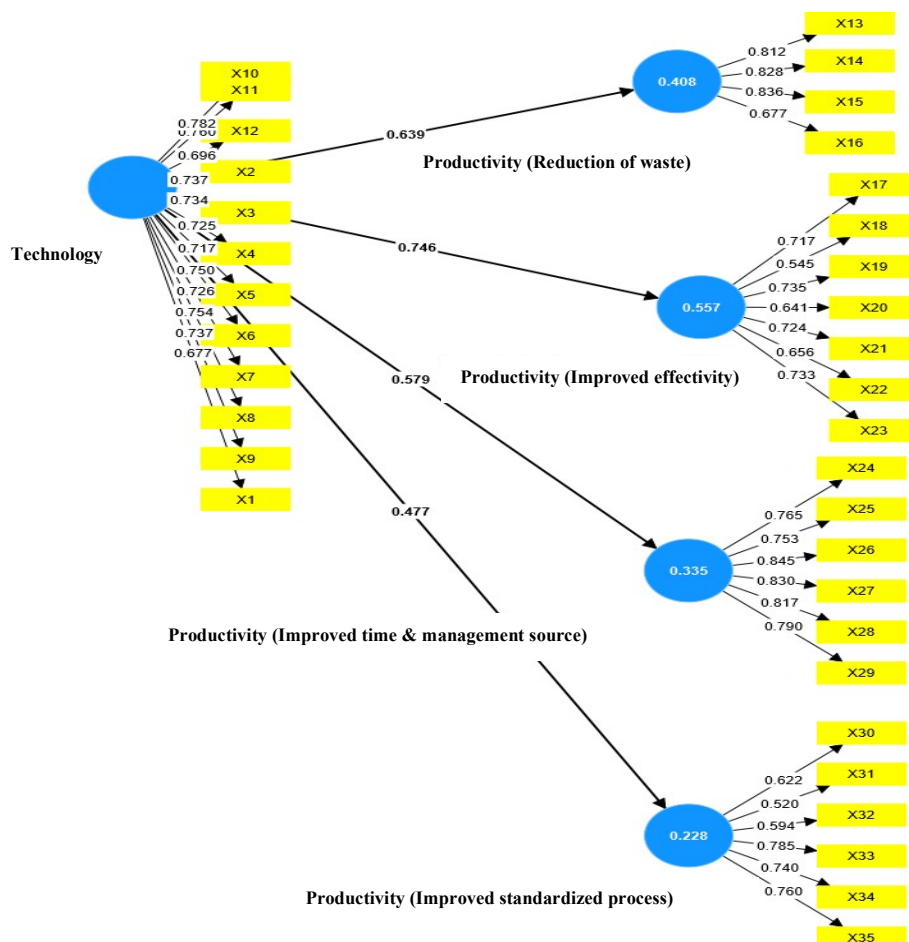 X10
X11
X12
X2
X3
X4
X5
X6
X7
X8
X9
X1
0.782
0.760
0.696
0.737
0.734
0.725
0.717
0.750
0.726
0.754
0.737
0.677
Technology
0.639
0.746
0.579
0.477
0.408
Productivity (Reduction of waste)
0.812
0.828
0.836
0.677
X13
X14
X15
X16
0.557
Productivity (Improved effectivity)
0.717
0.545
0.735
0.641
0.724
0.656
0.733
X17
X18
X19
X20
X21
X22
X23
0.335
Productivity (Improved time & management source)
0.765
0.753
0.845
0.830
0.817
0.790
X24
X25
X26
X27
X28
X29
0.228
Productivity (Improved standardized process)
0.622
0.520
0.594
0.785
0.740
0.760
X30
X31
X32
X33
X34
X35